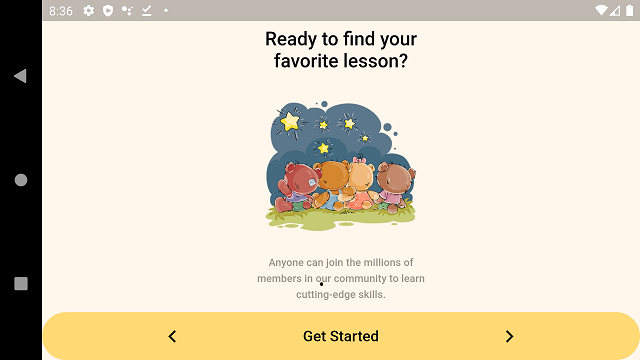 8:36
Ready to find your
favorite lesson?
Anyone can join the millions of
members in our community to learn
cutting-edge skills.
Get Started